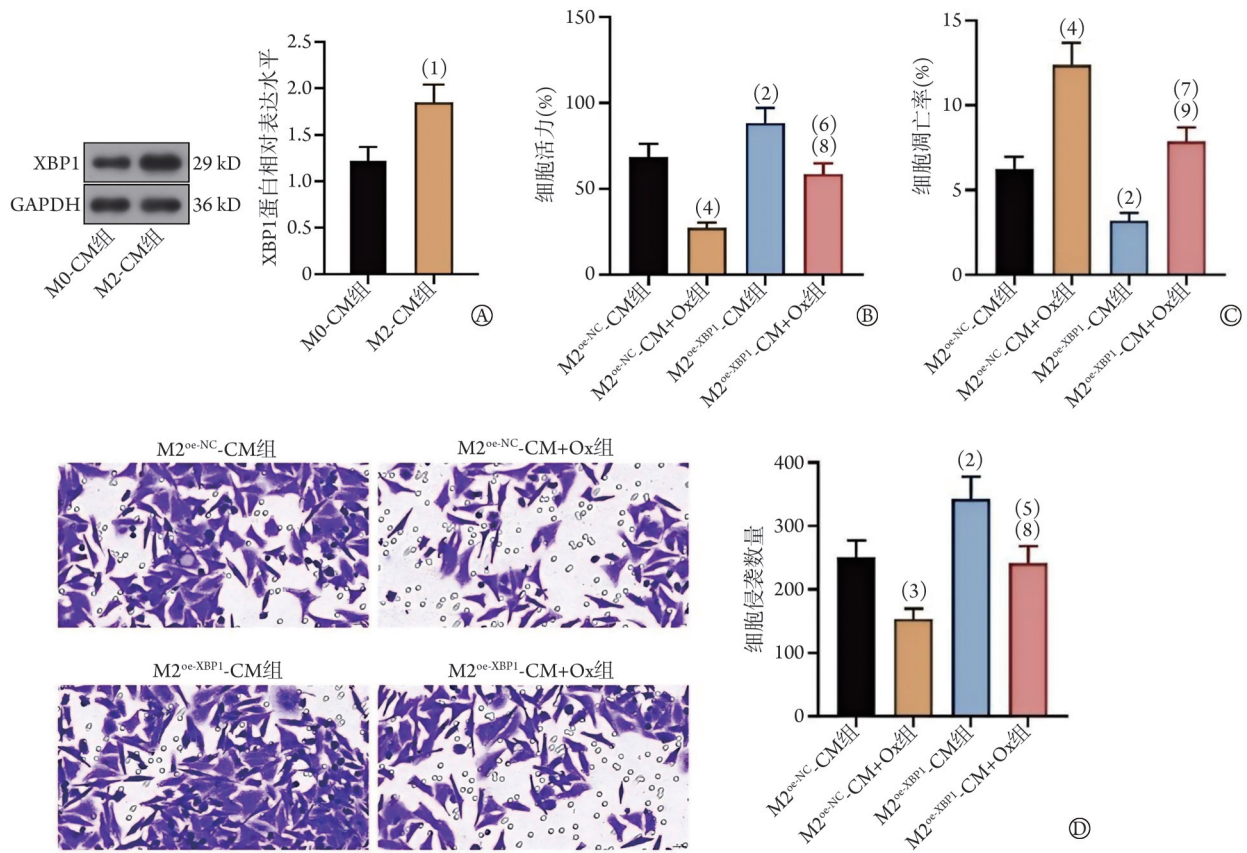 XBP1
29 kD
GAPDH
36 kD
M0-CM组
M2-CM组
XBP1蛋白相对表达水平
2.5
2.0
1.5
1.0
0.5
0
(1)
M0-CM组
M2-CM组
Ⓐ
细胞活力(%)
150
100
50
0
(4)
(2)
(6)
(8)
M2oe-NC-CM组
M2oe-NC-CM+Ox组
M2oe-XBP1-CM组
M2oe-XBP1-CM+Ox组
Ⓑ
细胞凋亡率(%)
15
10
5
0
(4)
(2)
(7)
(9)
M2oe-NC-CM组
M2oe-NC-CM+Ox组
M2oe-XBP1-CM组
M2oe-XBP1-CM+Ox组
Ⓒ
M2oe-NC-CM组
M2oe-NC-CM+Ox组
M2oe-XBP1-CM组
M2oe-XBP1-CM+Ox组
细胞侵袭数量
400
300
200
100
0
(3)
(2)
(5)
(8)
M2oe-NC-CM组
M2oe-NC-CM+Ox组
M2oe-XBP1-CM组
M2oe-XBP1-CM+Ox组
Ⓓ